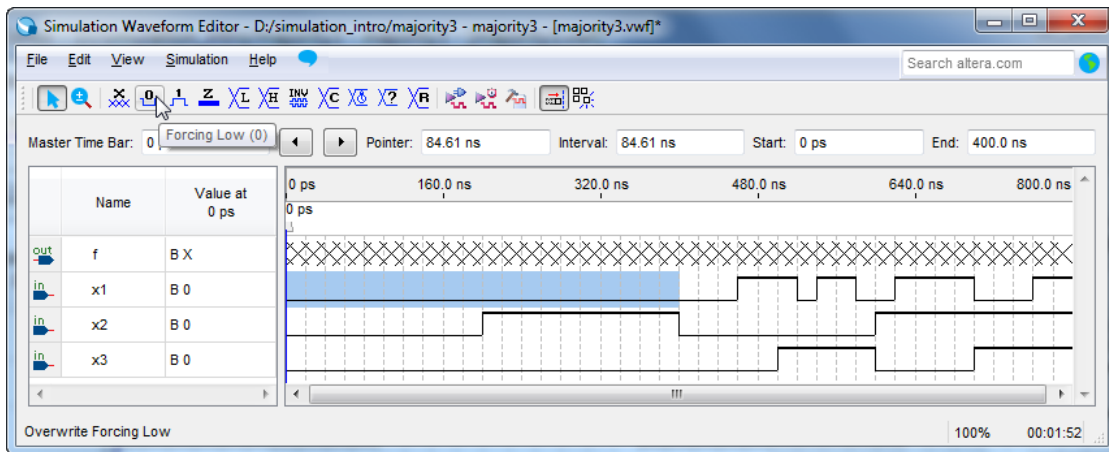 Simulation Waveform Editor - D:/simulation_intro/majority3 - majority3 - [majority3.vwf]*
File Edit View Simulation Help
Search altera.com
Master Time Bar: 0 Forcing Low (0) Pointer: 84.61 ns Interval: 84.61 ns Start: 0 ps End: 400.0 ns
Name Value at 0 ps 0 ps 160.0 ns 320.0 ns 480.0 ns 640.0 ns 800.0 ns
0 ps
out f B X
in x1 B 0
in x2 B 0
in x3 B 0
Overwrite Forcing Low 100% 00:01:52